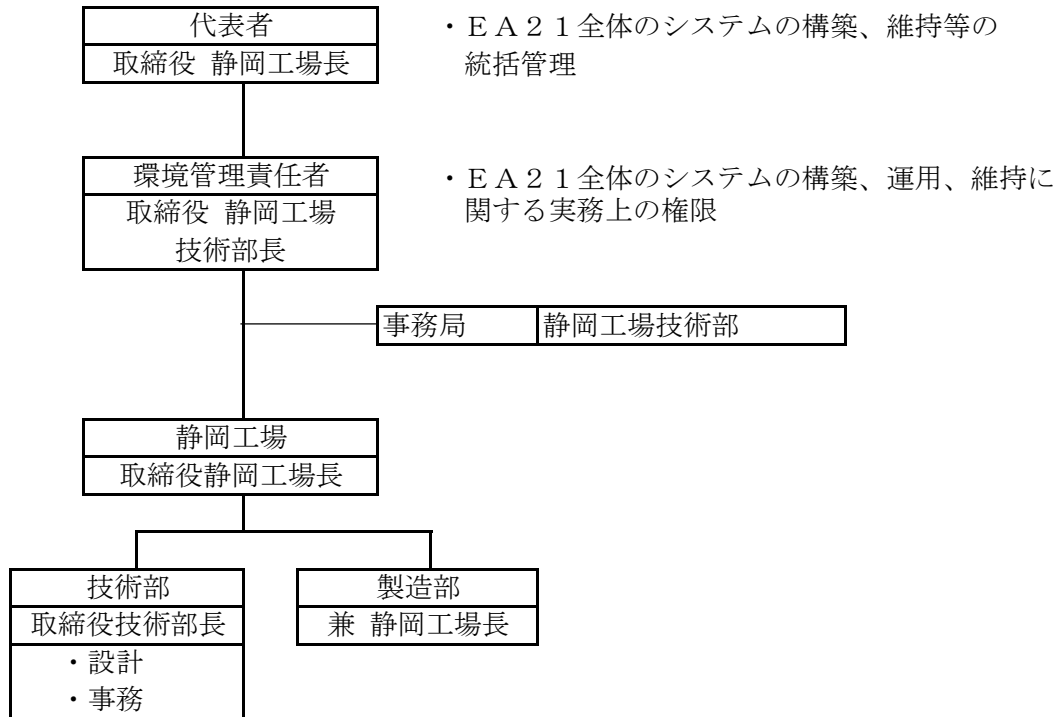 代表者
取締役 静岡工場長
・ＥＡ２１全体のシステムの構築、維持等の
統括管理
環境管理責任者
取締役 静岡工場
技術部長
・ＥＡ２１全体のシステムの構築、運用、維持に
関する実務上の権限
事務局 静岡工場技術部
静岡工場
取締役静岡工場長
技術部
取締役技術部長
・設計
・事務
製造部
兼 静岡工場長